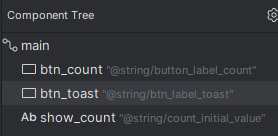 Component Tree
main
btn_count "@string/button_label_count"
btn_toast "@string/btn_label_toast"
Ab show_count "@string/count_initial_value"